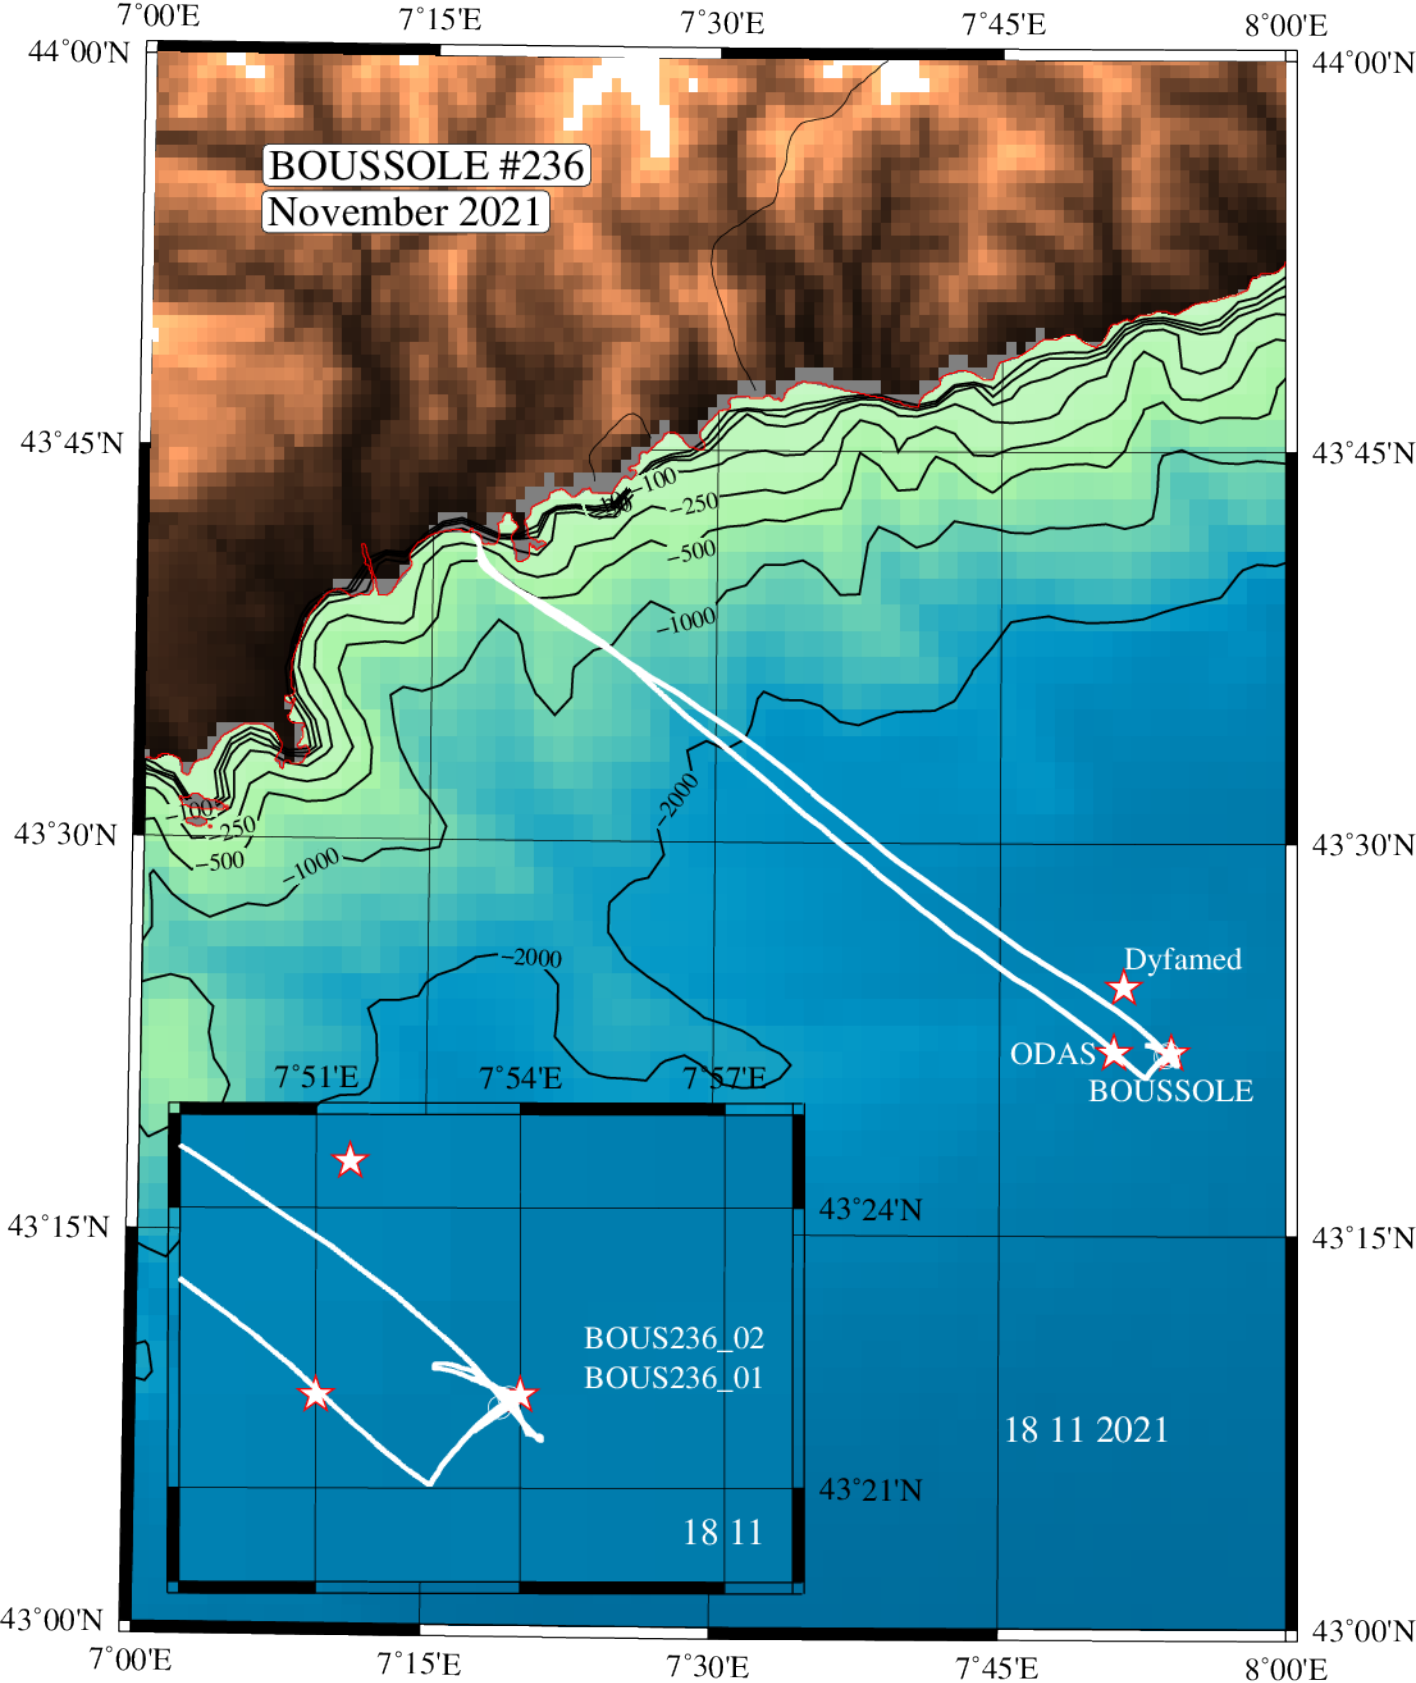 7°00'E 7°15'E 7°30'E 7°45'E 8°00'E
44°00'N 44°00'N
BOUSSOLE #236
November 2021
43°45'N 43°45'N
−100
−250
−500
−1000
−2000
43°30'N 43°30'N
−100
−250
−500
−1000
−2000
Dyfamed
ODAS
BOUSSOLE
7°51'E 7°54'E 7°57'E
43°24'N
43°15'N 43°15'N
BOUS236_02
BOUS236_01
18 11 2021
43°21'N
18 11
43°00'N 43°00'N
7°00'E 7°15'E 7°30'E 7°45'E 8°00'E